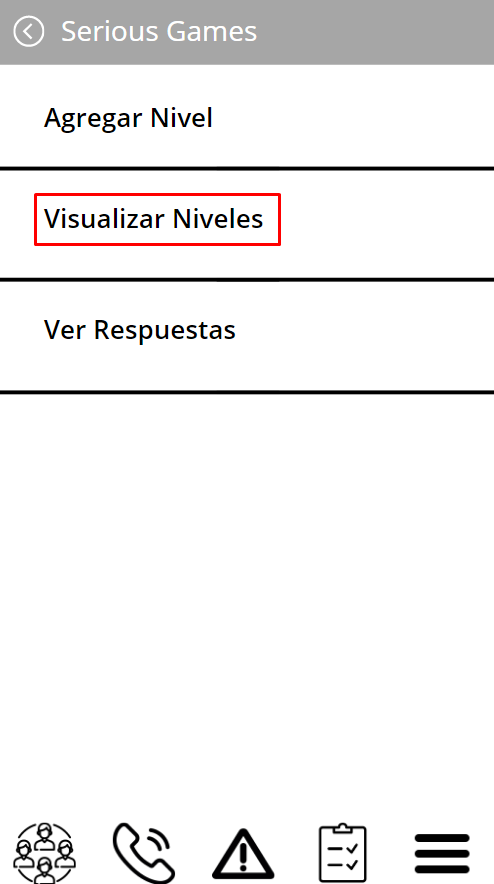 Serious Games
Agregar Nivel
Visualizar Niveles
Ver Respuestas